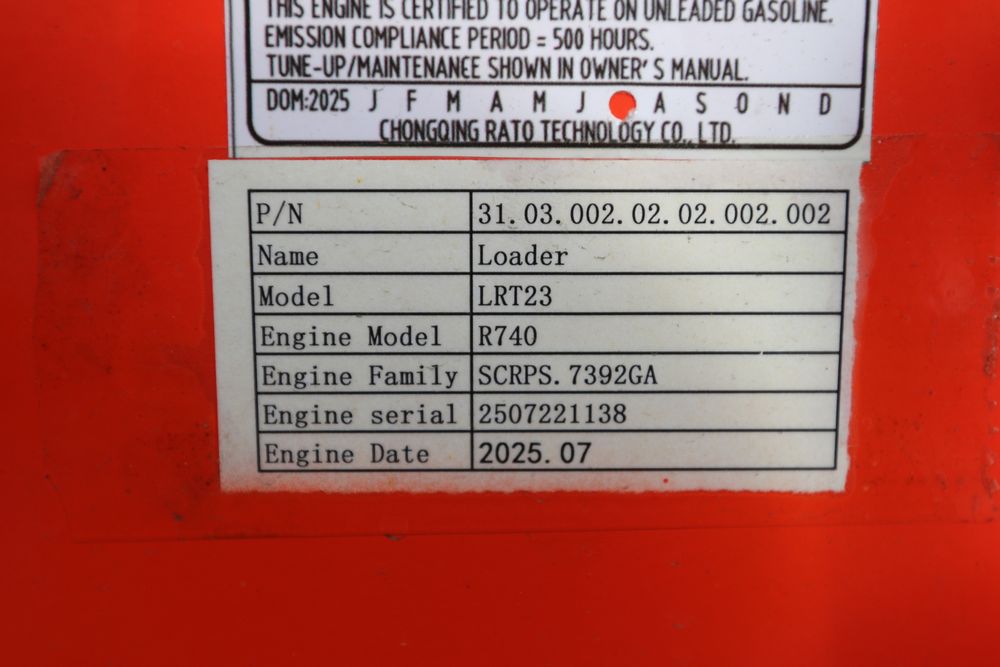 THIS ENGINE IS CERTIFIED TO OPERATE ON UNLEADED GASOLINE.
EMISSION COMPLIANCE PERIOD = 500 HOURS.
TUNE-UP/MAINTENANCE SHOWN IN OWNER' S MANUAL.
DOM:2025 J F M A M J A S O N D
CHONGQING RATO TECHNOLOGY CO., LTD.
P/N 31.03.002.02.02.002.002
Name Loader
Model LRT23
Engine Model R740
Engine Family SCRPS.7392GA
Engine serial 2507221138
Engine Date 2025.07